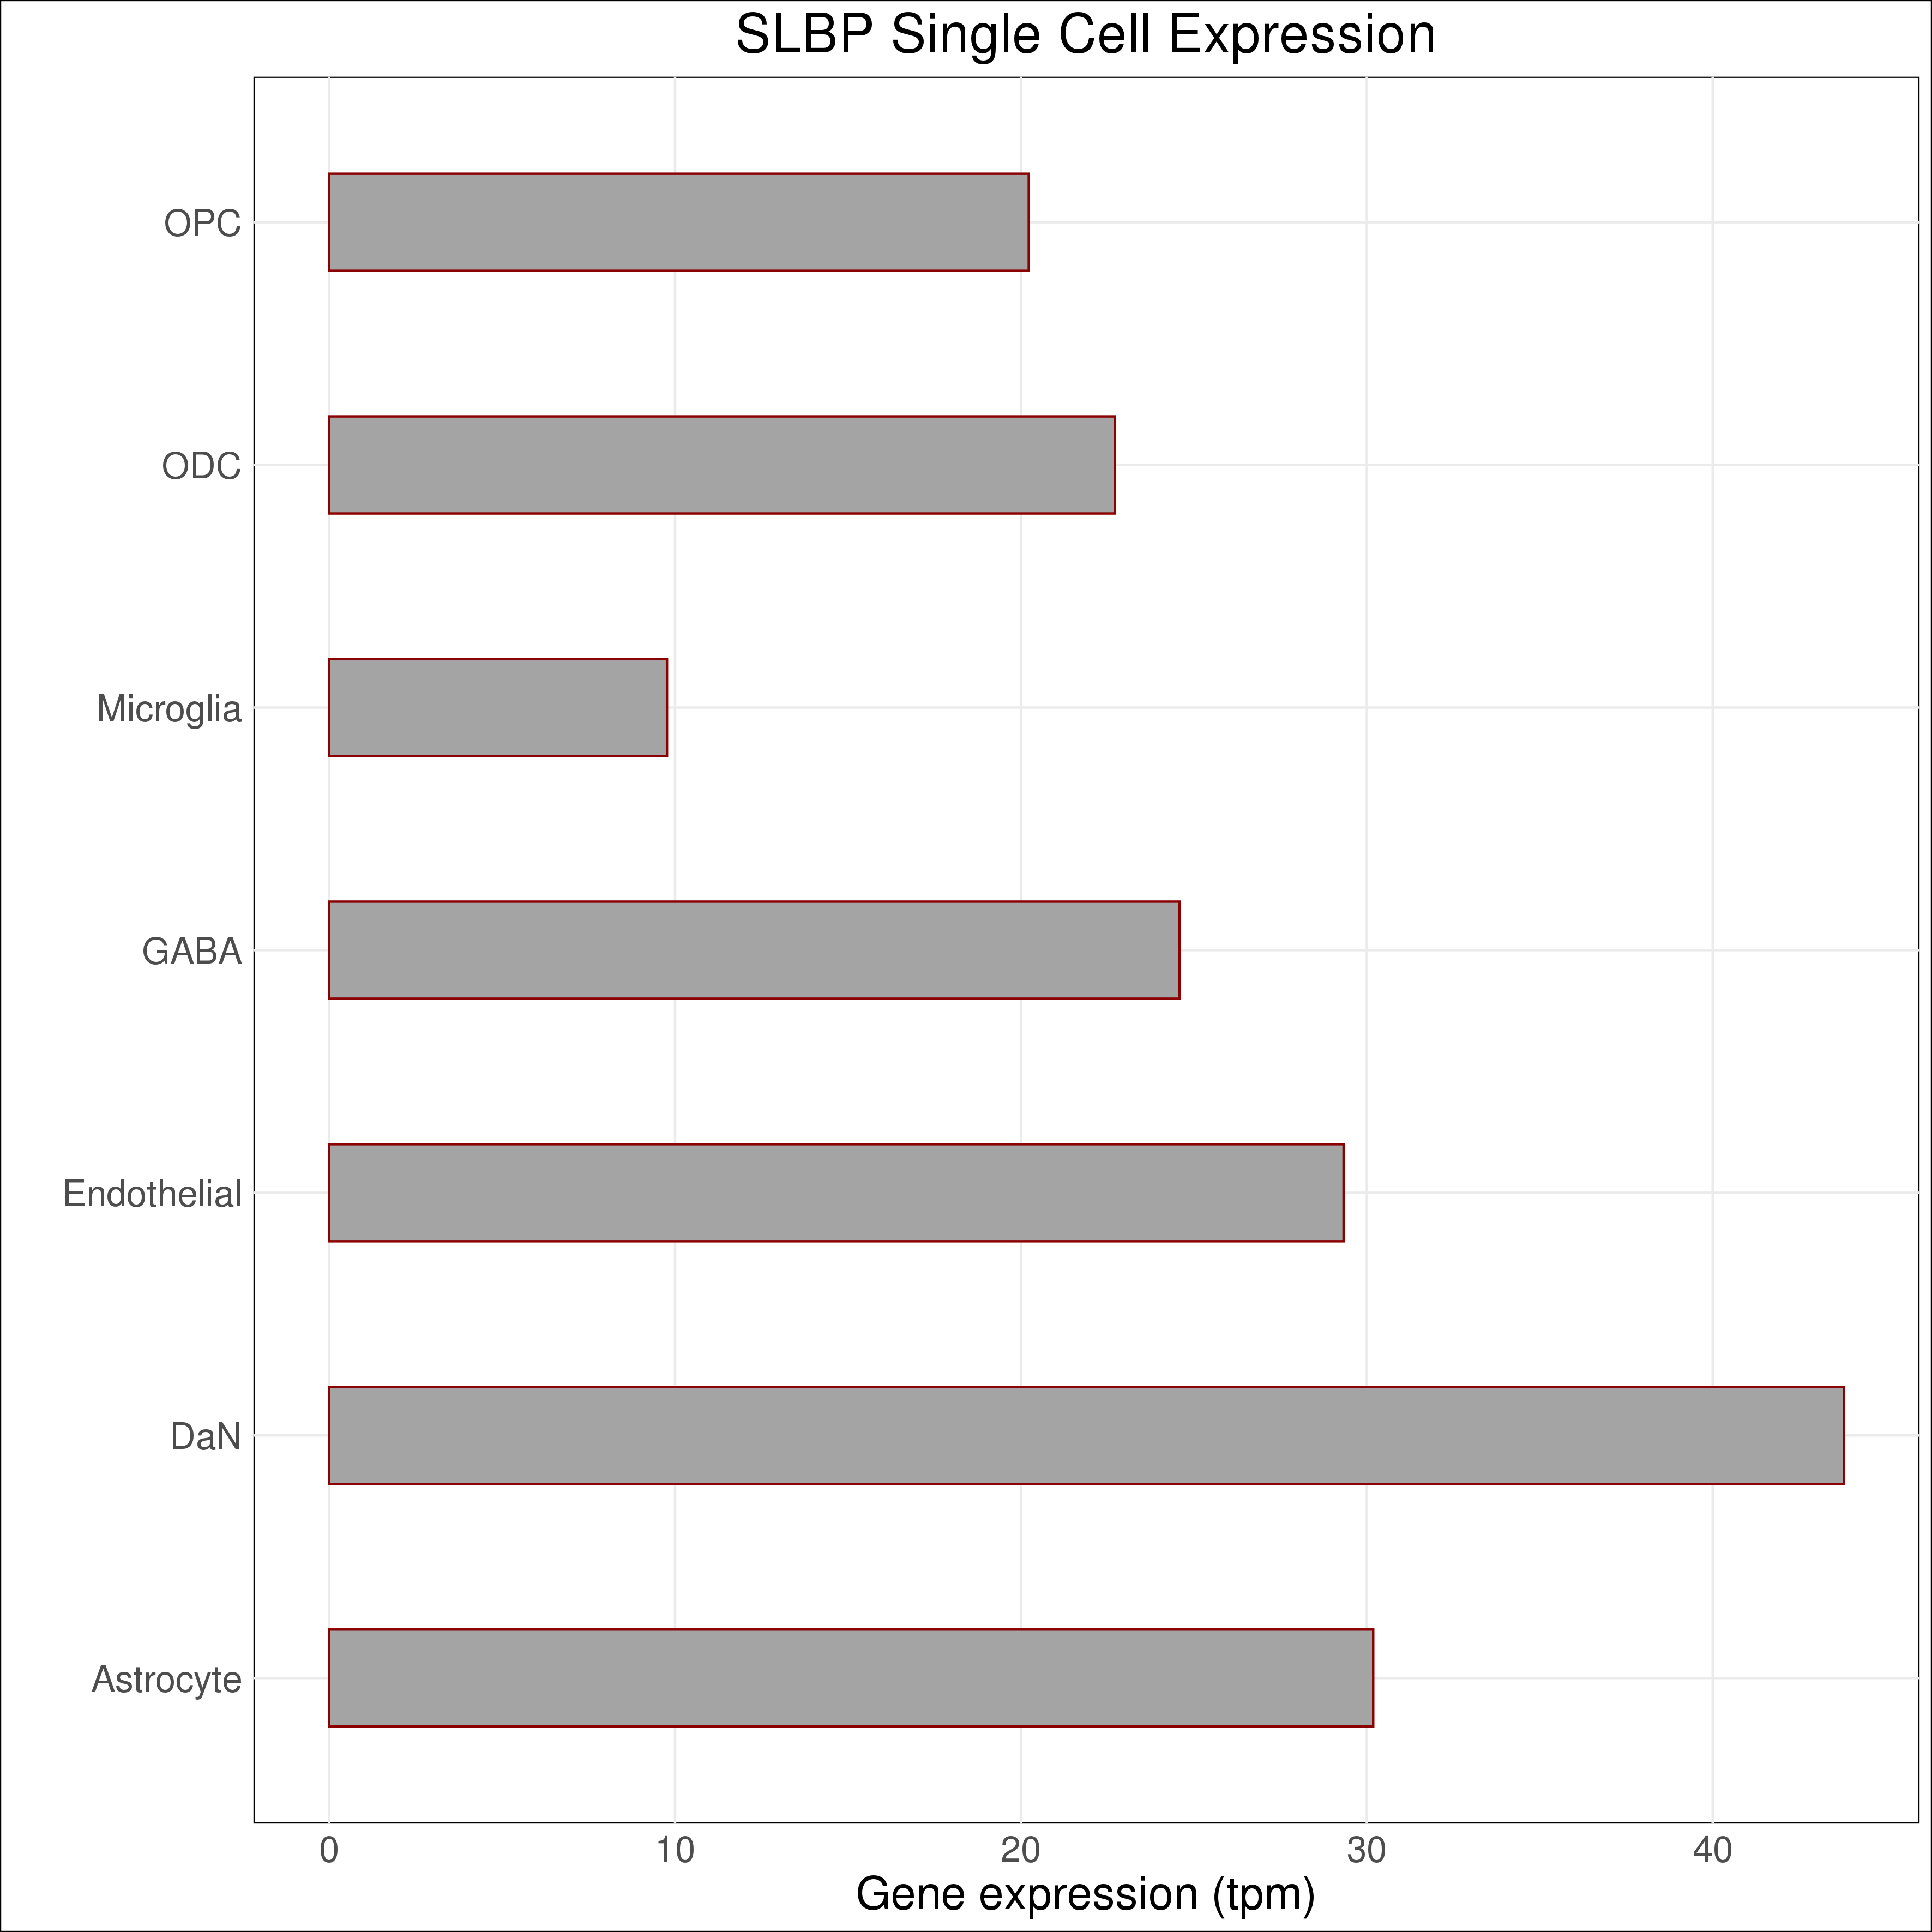 SLBP Single Cell Expression
OPC
ODC
Microglia
GABA
Endothelial
DaN
Astrocyte
0 10 20 30 40
Gene expression (tpm)